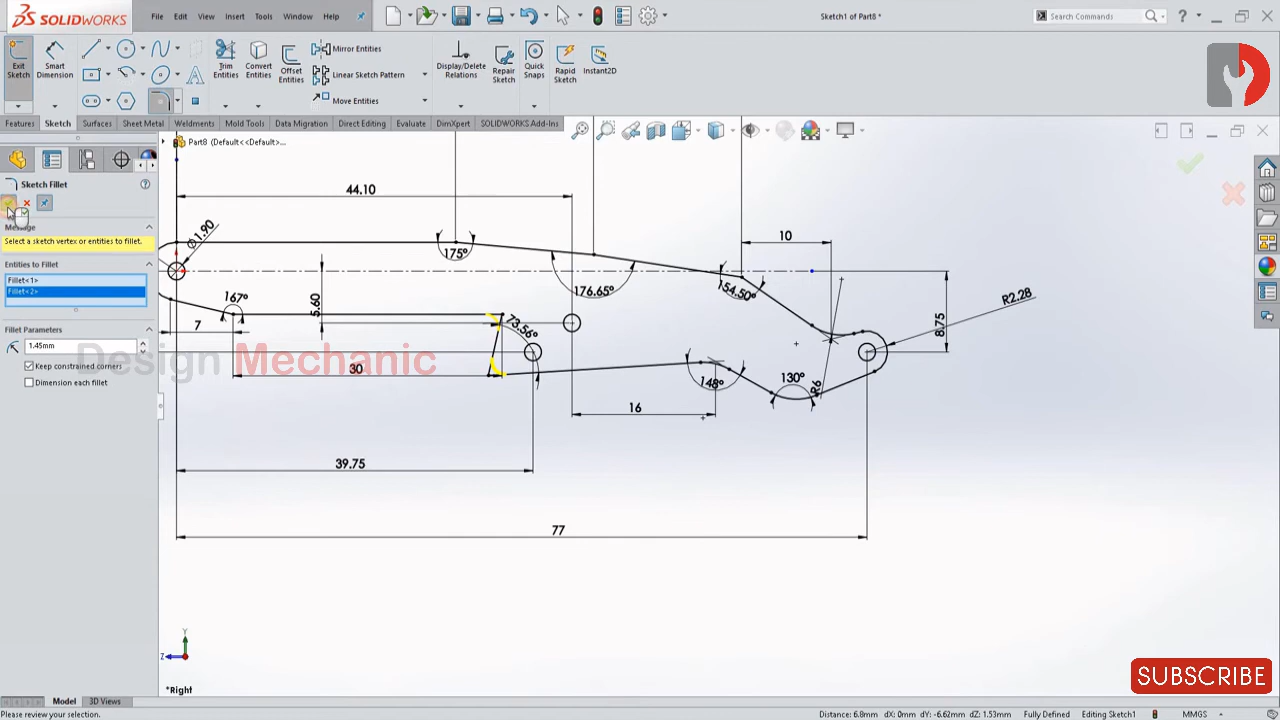 SOLIDWORKS File Edit View Insert Tools Window Help Sketch1 of Part8 * Search Commands
Exit Sketch Smart Dimension Trim Entities Convert Entities Offset Entities Mirror Entities Linear Sketch Pattern Move Entities Display/Delete Relations Repair Sketch Quick Snaps Rapid Sketch Instant2D
Features Sketch Surfaces Sheet Metal Weldments Mold Tools Data Migration Direct Editing Evaluate DimXpert SOLIDWORKS Add-Ins
Part8 (Default<<Default>...
Sketch Fillet
Message
Select a sketch vertex or entities to fillet.
Entities to Fillet
Fillet<1>
Fillet<2>
Fillet Parameters
1.45mm
Keep constrained corners
Dimension each fillet
44.10
Ø1.90
175°
10
176.65°
154.50°
R2.28
167°
5.60
73.56°
8.75
7
Design Mechanic
30
148°
130°
R6
16
39.75
77
Y
Z
*Right
SUBSCRIBE
Model 3D Views
Please review your selection. Distance: 6.8mm dX: 0mm dY: -6.62mm dZ: 1.53mm Fully Defined Editing Sketch1 MMGS